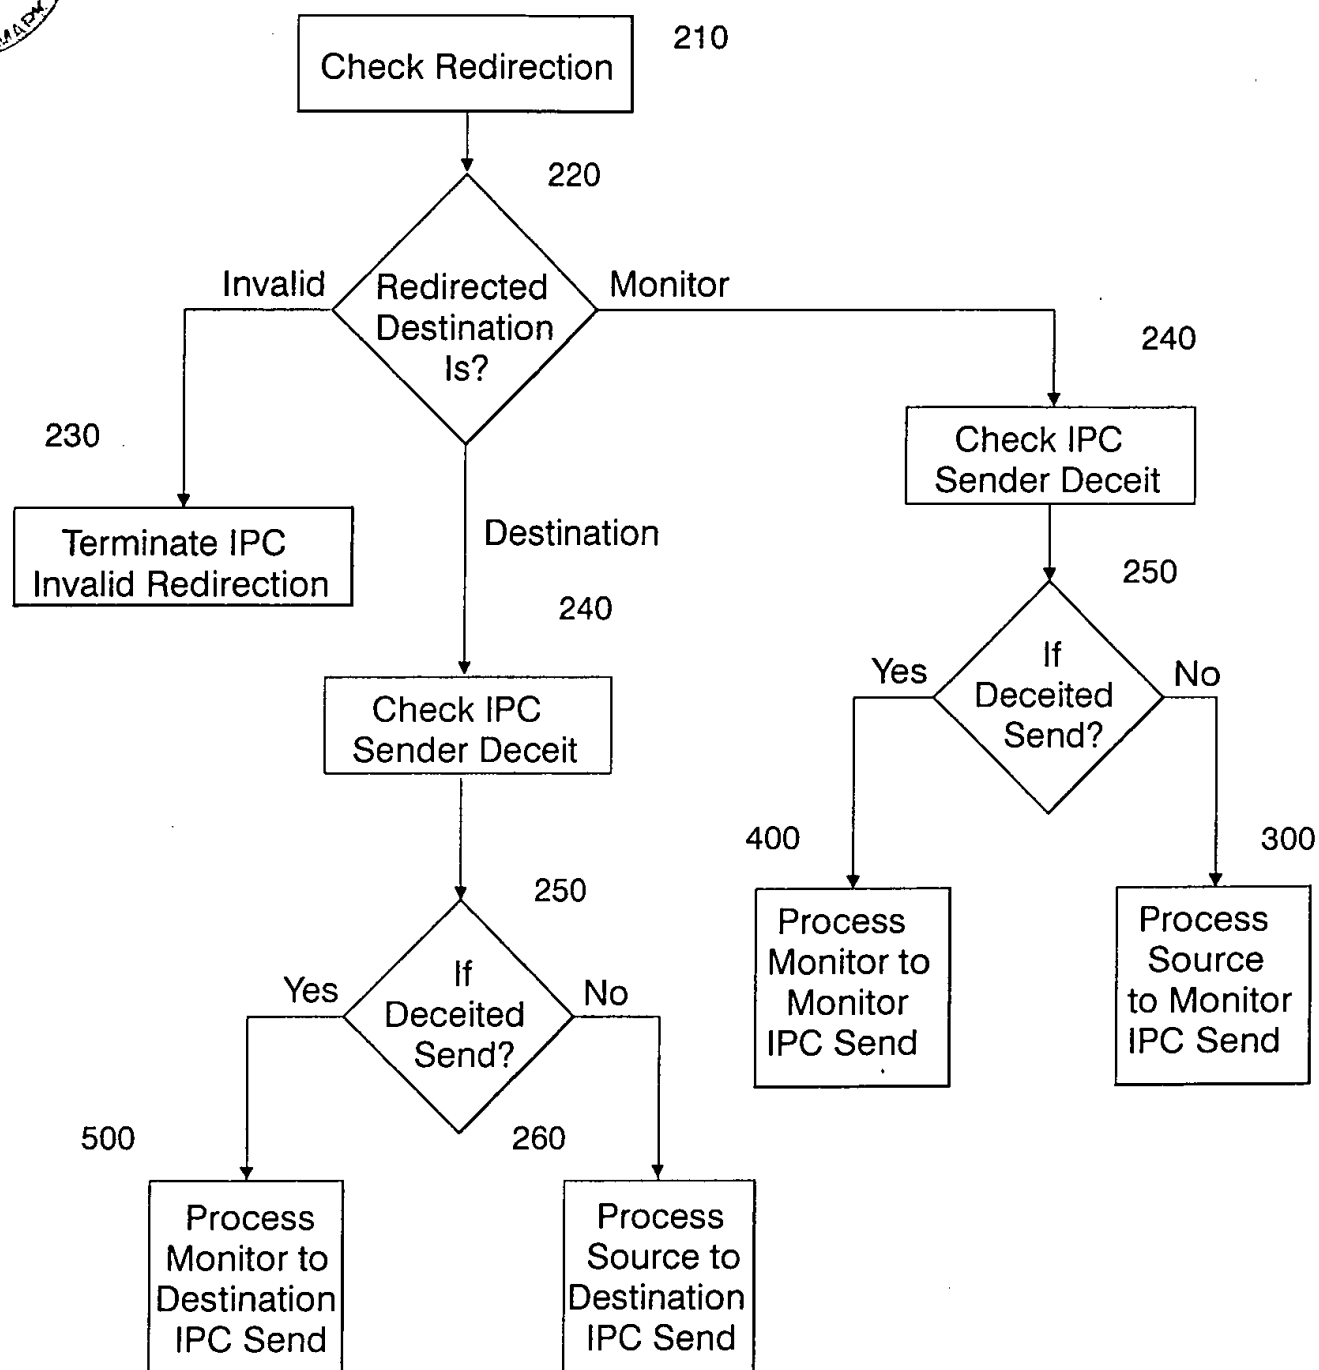 MARK
Check Redirection
210
220
Invalid
Redirected
Destination
Is?
Monitor
230
Terminate IPC
Invalid Redirection
Destination
240
Check IPC
Sender Deceit
240
Check IPC
Sender Deceit
250
If
Deceited
Send?
Yes
No
400
Process
Monitor to
Monitor
IPC Send
300
Process
Source
to Monitor
IPC Send
250
If
Deceited
Send?
Yes
No
500
Process
Monitor to
Destination
IPC Send
260
Process
Source to
Destination
IPC Send